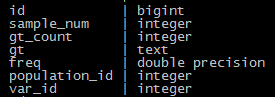 id | bigint
sample_num | integer
gt_count | integer
gt | text
freq | double precision
population_id | integer
var_id | integer